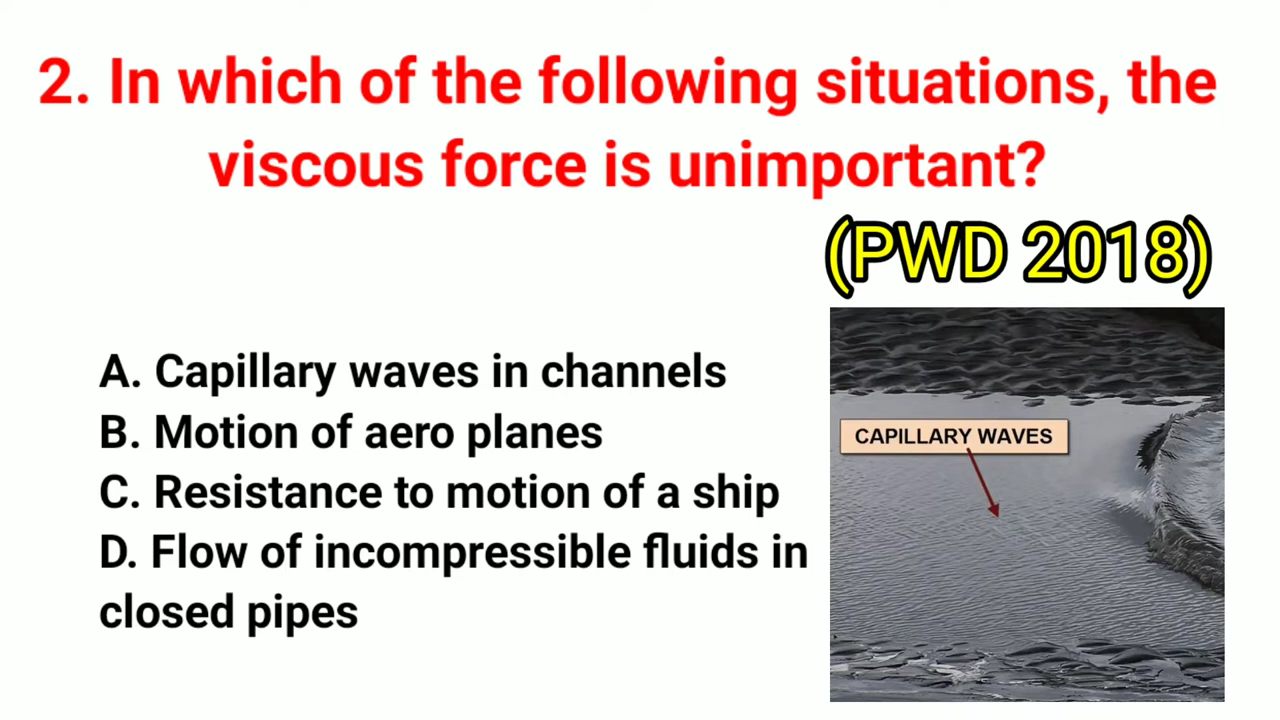 2. In which of the following situations, the
viscous force is unimportant?
(PWD 2018)
A. Capillary waves in channels
B. Motion of aero planes
C. Resistance to motion of a ship
D. Flow of incompressible fluids in
closed pipes
CAPILLARY WAVES